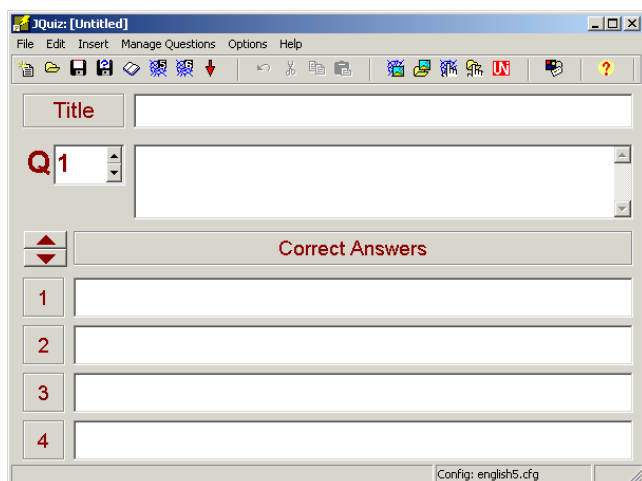 JQuiz: [Untitled]
File Edit Insert Manage Questions Options Help
Title
Q 1
Correct Answers
1
2
3
4
Config: english5.cfg